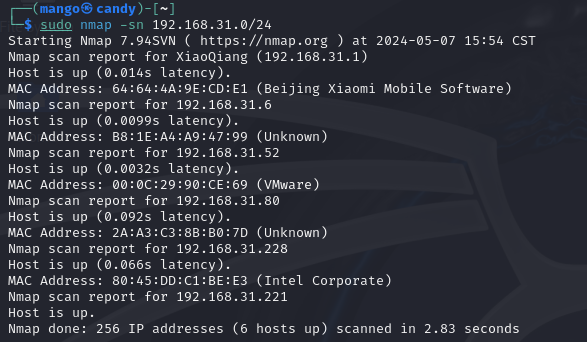 ┌──(mango㉿candy)-[~]
└─$ sudo nmap -sn 192.168.31.0/24
Starting Nmap 7.94SVN ( https://nmap.org ) at 2024-05-07 15:54 CST
Nmap scan report for XiaoQiang (192.168.31.1)
Host is up (0.014s latency).
MAC Address: 64:64:4A:9E:CD:E1 (Beijing Xiaomi Mobile Software)
Nmap scan report for 192.168.31.6
Host is up (0.0099s latency).
MAC Address: B8:1E:A4:A9:47:99 (Unknown)
Nmap scan report for 192.168.31.52
Host is up (0.0032s latency).
MAC Address: 00:0C:29:90:CE:69 (VMware)
Nmap scan report for 192.168.31.80
Host is up (0.092s latency).
MAC Address: 2A:A3:C3:8B:B0:7D (Unknown)
Nmap scan report for 192.168.31.228
Host is up (0.066s latency).
MAC Address: 80:45:DD:C1:BE:E3 (Intel Corporate)
Nmap scan report for 192.168.31.221
Host is up.
Nmap done: 256 IP addresses (6 hosts up) scanned in 2.83 seconds